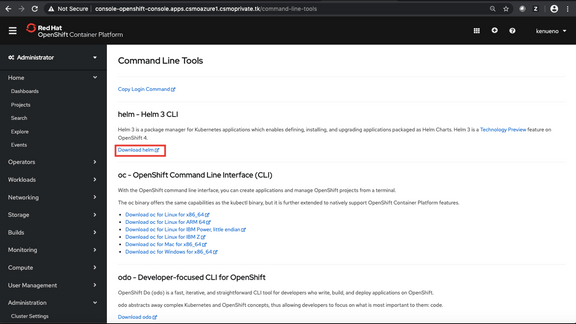 Not Secure | console-openshift-console.apps.csmoazure1.csmoprivate.tk/command-line-tools
Red Hat
OpenShift Container Platform
kenueno
Administrator
Home
Dashboards
Projects
Search
Explore
Events
Operators
Workloads
Networking
Storage
Builds
Monitoring
Compute
User Management
Administration
Cluster Settings
Command Line Tools
Copy Login Command
helm - Helm 3 CLI
Helm 3 is a package manager for Kubernetes applications which enables defining, installing, and upgrading applications packaged as Helm Charts. Helm 3 is a Technology Preview feature on
OpenShift 4.
Download helm
oc - OpenShift Command Line Interface (CLI)
With the OpenShift command line interface, you can create applications and manage OpenShift projects from a terminal.
The oc binary offers the same capabilities as the kubectl binary, but it is further extended to natively support OpenShift Container Platform features.
Download oc for Linux for x86_64
Download oc for Linux for ARM 64
Download oc for Linux for IBM Power, little endian
Download oc for Linux for IBM Z
Download oc for Mac for x86_64
Download oc for Windows for x86_64
odo - Developer-focused CLI for OpenShift
OpenShift Do (odo) is a fast, iterative, and straightforward CLI tool for developers who write, build, and deploy applications on OpenShift.
odo abstracts away complex Kubernetes and OpenShift concepts, thus allowing developers to focus on what is most important to them: code.
Download odo